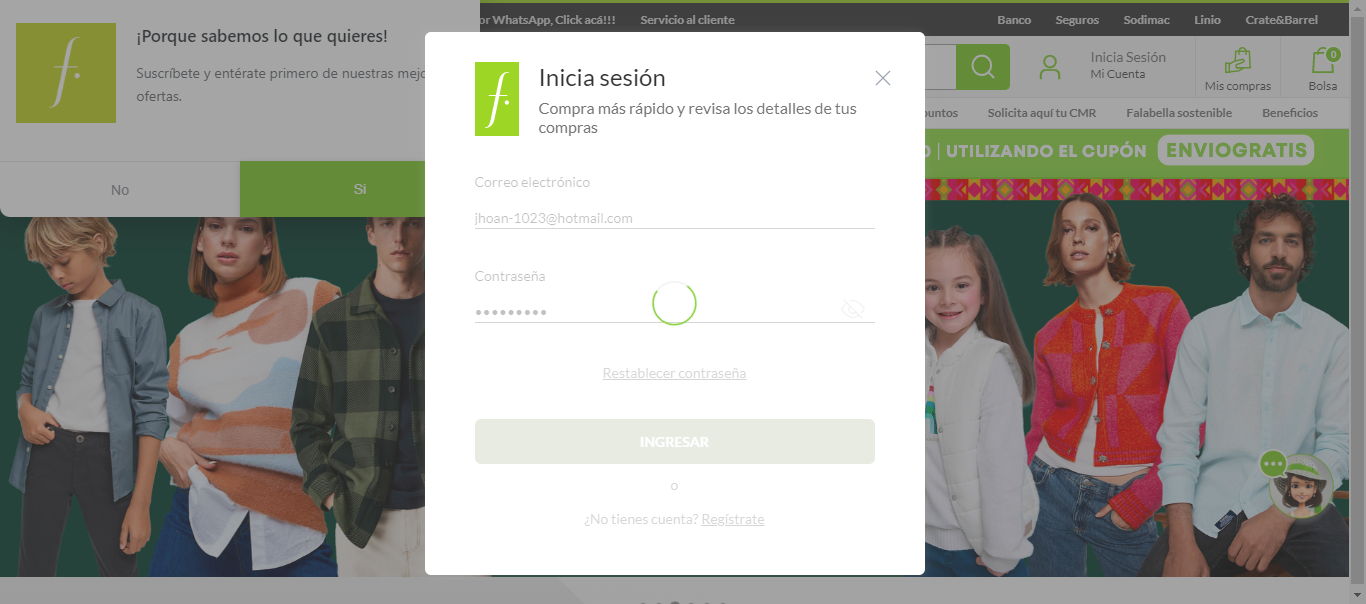 or WhatsApp, Click acá!!!
Servicio al cliente
Banco
Seguros
Sodimac
Linio
Crate&Barrel
¡Porque sabemos lo que quieres!
Suscríbete y entérate primero de nuestras mejo
ofertas.
No
Si
Inicia Sesión
Mi Cuenta
Mis compras
0
Bolsa
puntos
Solicita aquí tu CMR
Falabella sostenible
Beneficios
O | UTILIZANDO EL CUPÓN ENVIOGRATIS
f.
f.
Inicia sesión
Compra más rápido y revisa los detalles de tus
compras
Correo electrónico
jhoan-1023@hotmail.com
Contraseña
•••••••••
Restablecer contraseña
INGRESAR
o
¿No tienes cuenta? Regístrate